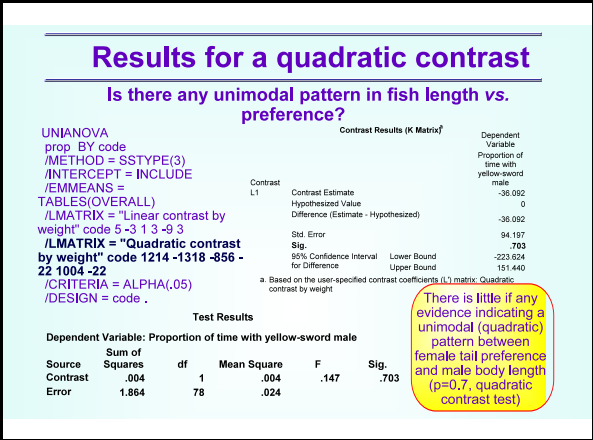 Results for a quadratic contrast
Is there any unimodal pattern in fish length vs.
preference?
UNIANOVA
prop BY code
/METHOD = SSTYPE(3)
/INTERCEPT = INCLUDE
/EMMEANS =
TABLES(OVERALL)
/LMATRIX = "Linear contrast by
weight" code 5 -3 1 3 -9 3
/LMATRIX = "Quadratic contrast
by weight" code 1214 -1318 -856 -
22 1004 -22
/CRITERIA = ALPHA(.05)
/DESIGN = code .
Contrast Results (K Matrix)a
Dependent
Variable
Proportion of
time with
yellow-sword
male
Contrast
L1 Contrast Estimate -36.092
Hypothesized Value 0
Difference (Estimate - Hypothesized)
-36.092
Std. Error 94.197
Sig. .703
95% Confidence Interval Lower Bound -223.624
for Difference Upper Bound 151.440
a. Based on the user-specified contrast coefficients (L') matrix: Quadratic
contrast by weight
Test Results
Dependent Variable: Proportion of time with yellow-sword male
Sum of
Source Squares df Mean Square F Sig.
Contrast .004 1 .004 .147 .703
Error 1.864 78 .024
There is little if any
evidence indicating a
unimodal (quadratic)
pattern between
female tail preference
and male body length
(p=0.7, quadratic
contrast test)